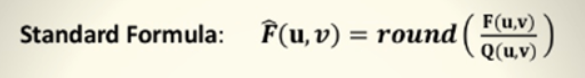 Standard Formula: F̂(u,v) = round(F(u,v)/Q(u,v))